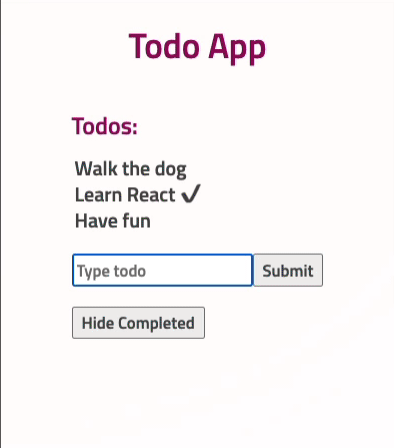 Todo App
Todos:
Walk the dog
Learn React ✔
Have fun
Type todo Submit
Hide Completed